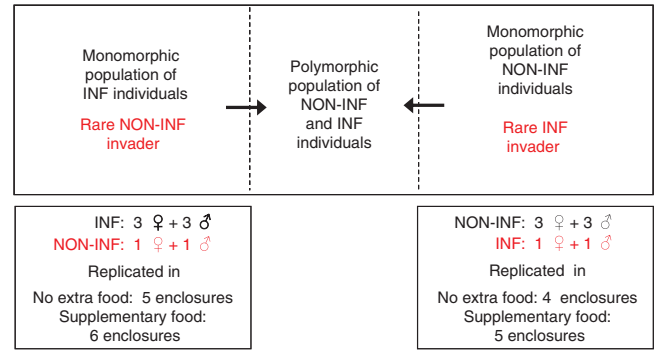 Monomorphic
population of
INF individuals
Rare NON-INF
invader
Polymorphic
population of
NON-INF
and INF
individuals
Monomorphic
population of
NON-INF
individuals
Rare INF
invader
INF: 3 ♀ + 3 ♂
NON-INF: 1 ♀ + 1 ♂
Replicated in
No extra food: 5 enclosures
Supplementary food:
6 enclosures
NON-INF: 3 ♀ + 3 ♂
INF: 1 ♀ + 1 ♂
Replicated in
No extra food: 4 enclosures
Supplementary food:
5 enclosures